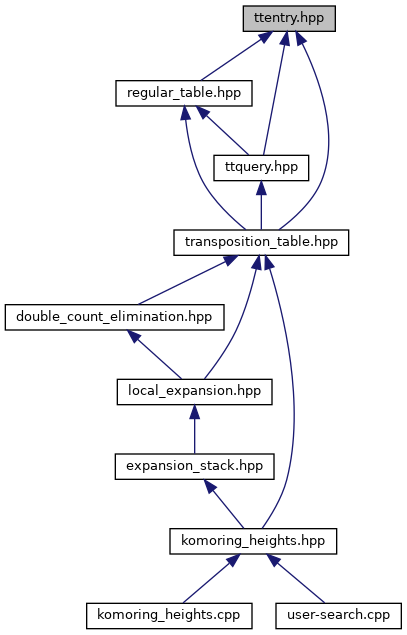 ttentry.hpp
regular_table.hpp
ttquery.hpp
transposition_table.hpp
double_count_elimination.hpp
local_expansion.hpp
expansion_stack.hpp
komoring_heights.hpp
komoring_heights.cpp
user-search.cpp